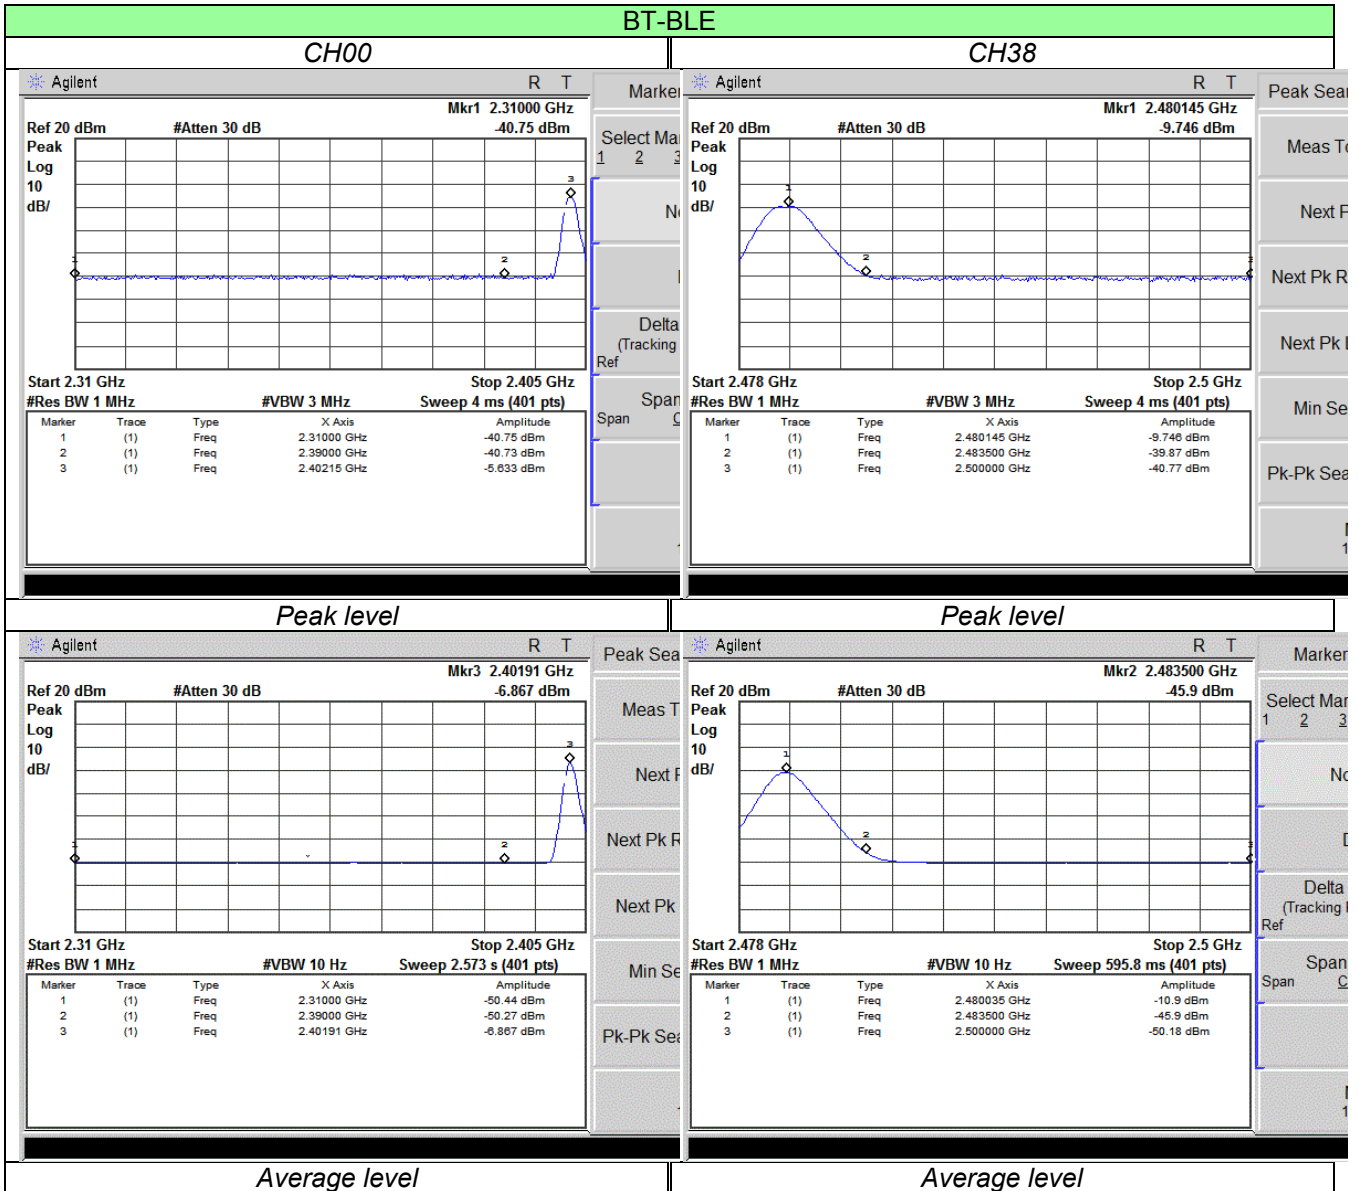 BT-BLE
CH00
CH38
Agilent R T
Marker
Mkr1 2.31000 GHz
Ref 20 dBm #Atten 30 dB -40.75 dBm
Peak
Log
10
dB/
Select Mar
1 2 3
1 2 3
Delta
(Tracking
Ref
Span
Span
Start 2.31 GHz Stop 2.405 GHz
#Res BW 1 MHz #VBW 3 MHz Sweep 4 ms (401 pts)
Marker Trace Type X Axis Amplitude
1 (1) Freq 2.31000 GHz -40.75 dBm
2 (1) Freq 2.39000 GHz -40.73 dBm
3 (1) Freq 2.40215 GHz -5.633 dBm
Agilent R T
Peak Sear
Mkr1 2.480145 GHz
Ref 20 dBm #Atten 30 dB -9.746 dBm
Peak
Log
10
dB/
Meas To
Next P
Next Pk R
Next Pk L
Min Se
Pk-Pk Sea
1 2 3
Start 2.478 GHz Stop 2.5 GHz
#Res BW 1 MHz #VBW 3 MHz Sweep 4 ms (401 pts)
Marker Trace Type X Axis Amplitude
1 (1) Freq 2.480145 GHz -9.746 dBm
2 (1) Freq 2.483500 GHz -39.87 dBm
3 (1) Freq 2.500000 GHz -40.77 dBm
Peak level
Peak level
Agilent R T
Peak Sea
Mkr3 2.40191 GHz
Ref 20 dBm #Atten 30 dB -6.867 dBm
Peak
Log
10
dB/
Meas T
Next P
Next Pk R
Next Pk
Min Se
Pk-Pk Sea
1 2 3
Start 2.31 GHz Stop 2.405 GHz
#Res BW 1 MHz #VBW 10 Hz Sweep 2.573 s (401 pts)
Marker Trace Type X Axis Amplitude
1 (1) Freq 2.31000 GHz -50.44 dBm
2 (1) Freq 2.39000 GHz -50.27 dBm
3 (1) Freq 2.40191 GHz -6.867 dBm
Agilent R T
Marker
Mkr2 2.483500 GHz
Ref 20 dBm #Atten 30 dB -45.9 dBm
Peak
Log
10
dB/
Select Mar
1 2 3
1 2 3
Delta
(Tracking
Ref
Span
Span
Start 2.478 GHz Stop 2.5 GHz
#Res BW 1 MHz #VBW 10 Hz Sweep 595.8 ms (401 pts)
Marker Trace Type X Axis Amplitude
1 (1) Freq 2.480035 GHz -10.9 dBm
2 (1) Freq 2.483500 GHz -45.9 dBm
3 (1) Freq 2.500000 GHz -50.18 dBm
Average level
Average level